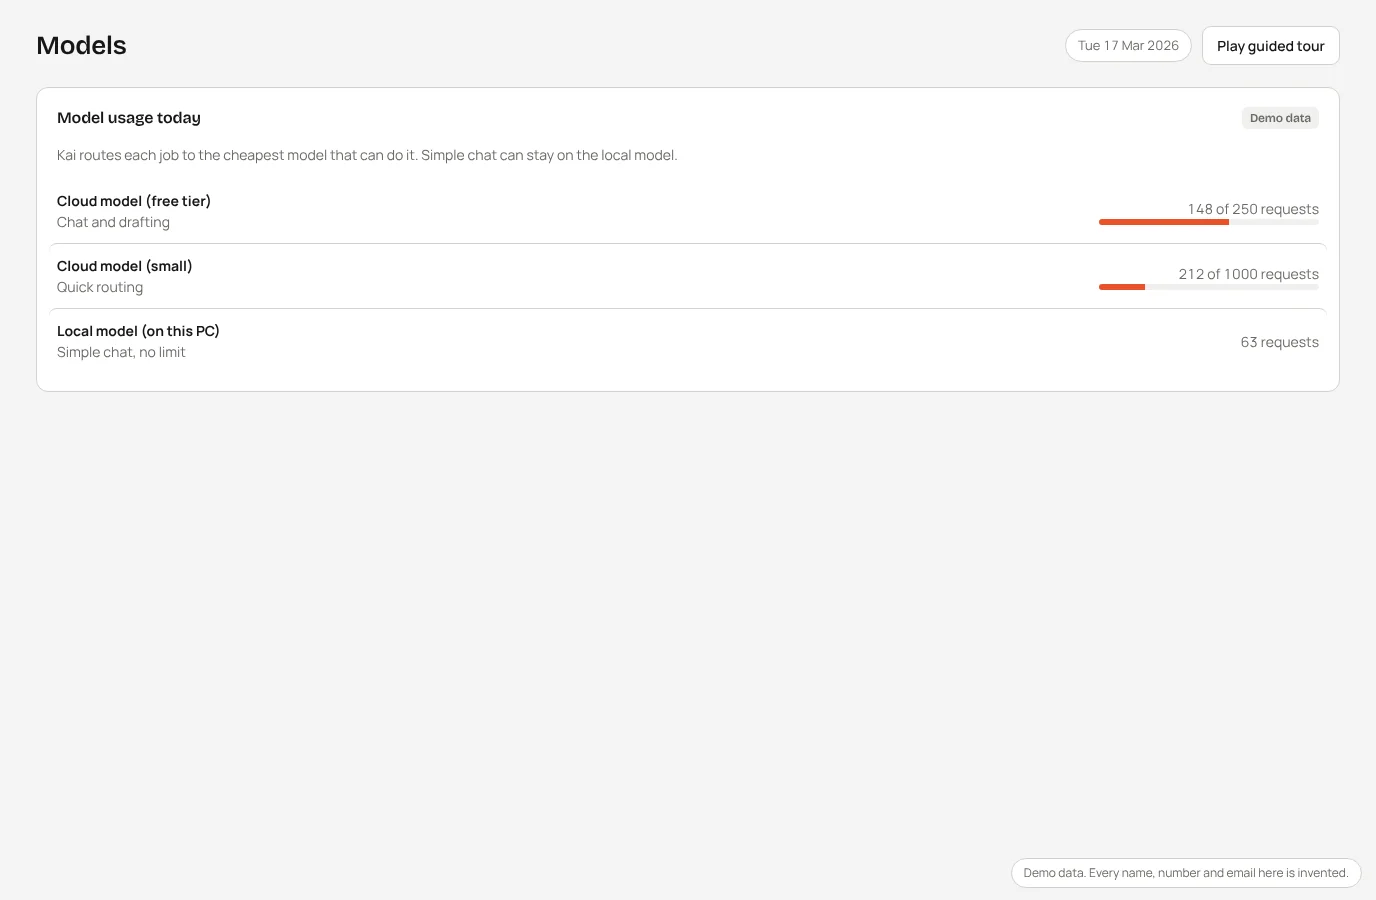 Models
Tue 17 Mar 2026
Play guided tour
Model usage today
Demo data
Kai routes each job to the cheapest model that can do it. Simple chat can stay on the local model.
Cloud model (free tier)
Chat and drafting
148 of 250 requests
Cloud model (small)
Quick routing
212 of 1000 requests
Local model (on this PC)
Simple chat, no limit
63 requests
Demo data. Every name, number and email here is invented.